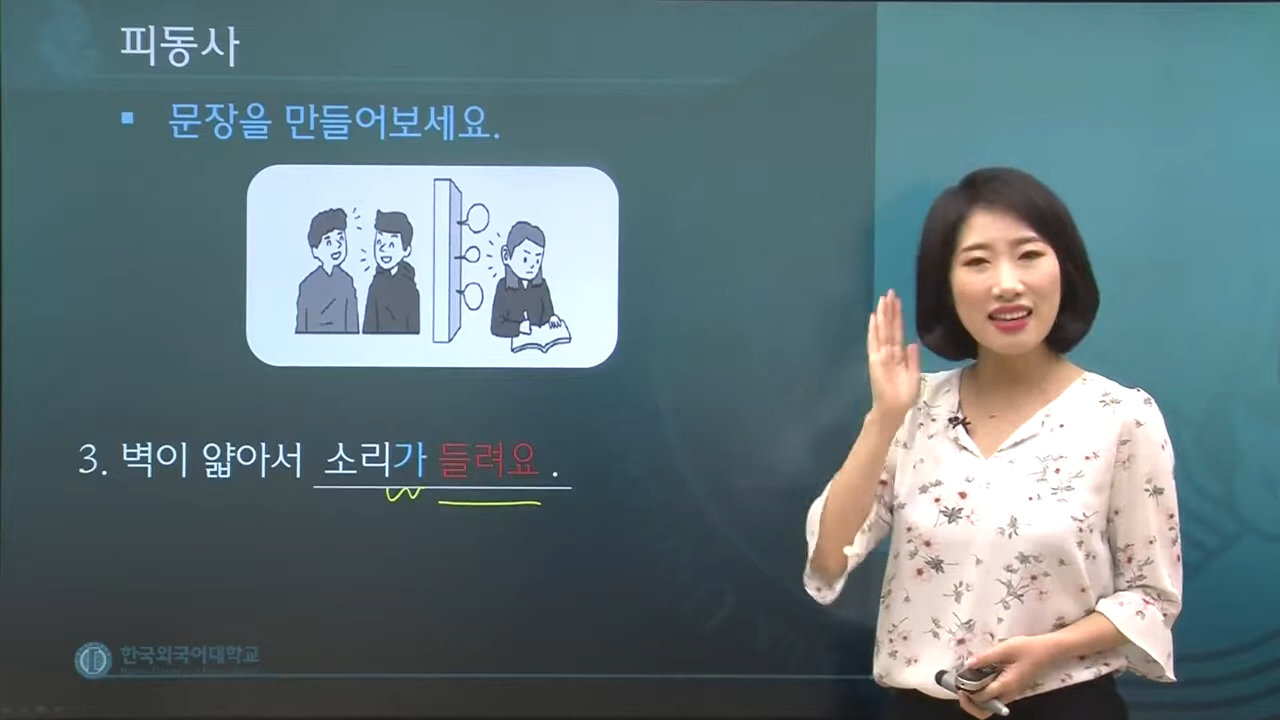 피동사
▪ 문장을 만들어보세요.
3. 벽이 얇아서 소리가 들려요.
한국외국어대학교